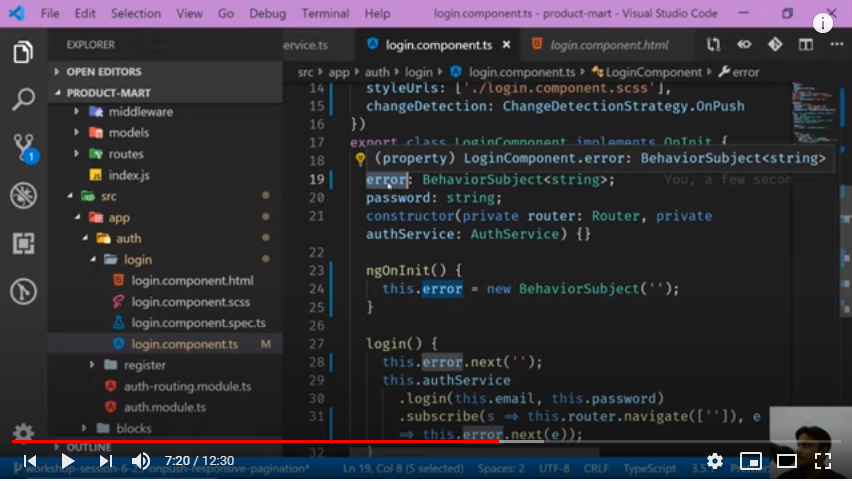 File Edit Selection View Go Debug Terminal Help login.component.ts - product-mart - Visual Studio Code
EXPLORER
ervice.ts login.component.ts login.component.html
OPEN EDITORS
src app auth login login.component.ts LoginComponent error
PRODUCT-MART
middleware
models
routes
index.js
src
app
auth
login
login.component.html
login.component.scss
login.component.spec.ts
login.component.ts M
register
auth-routing.module.ts
auth.module.ts
blocks
OUTLINE
1
14 styleUrls: ['./login.component.scss'],
15 changeDetection: ChangeDetectionStrategy.OnPush
16 })
17 export class LoginComponent implements OnInit {
18 (property) LoginComponent.error: BehaviorSubject<string>
19 error: BehaviorSubject<string>; You, a few secon
20 password: string;
21 constructor(private router: Router, private
authService: AuthService) {}
22
23 ngOnInit() {
24 this.error = new BehaviorSubject('');
25 }
26
27 login() {
28 this.error.next('');
29 this.authService
30 .login(this.email, this.password)
31 .subscribe(s => this.router.navigate(['']), e
=> this.error.next(e));
32 }
workshop-session-6-2 onpush-responsive-pagination* Ln 19, Col 8 (5 selected) Spaces: 2 UTF-8 CRLF TypeScript 3.5.
7:20 / 12:30